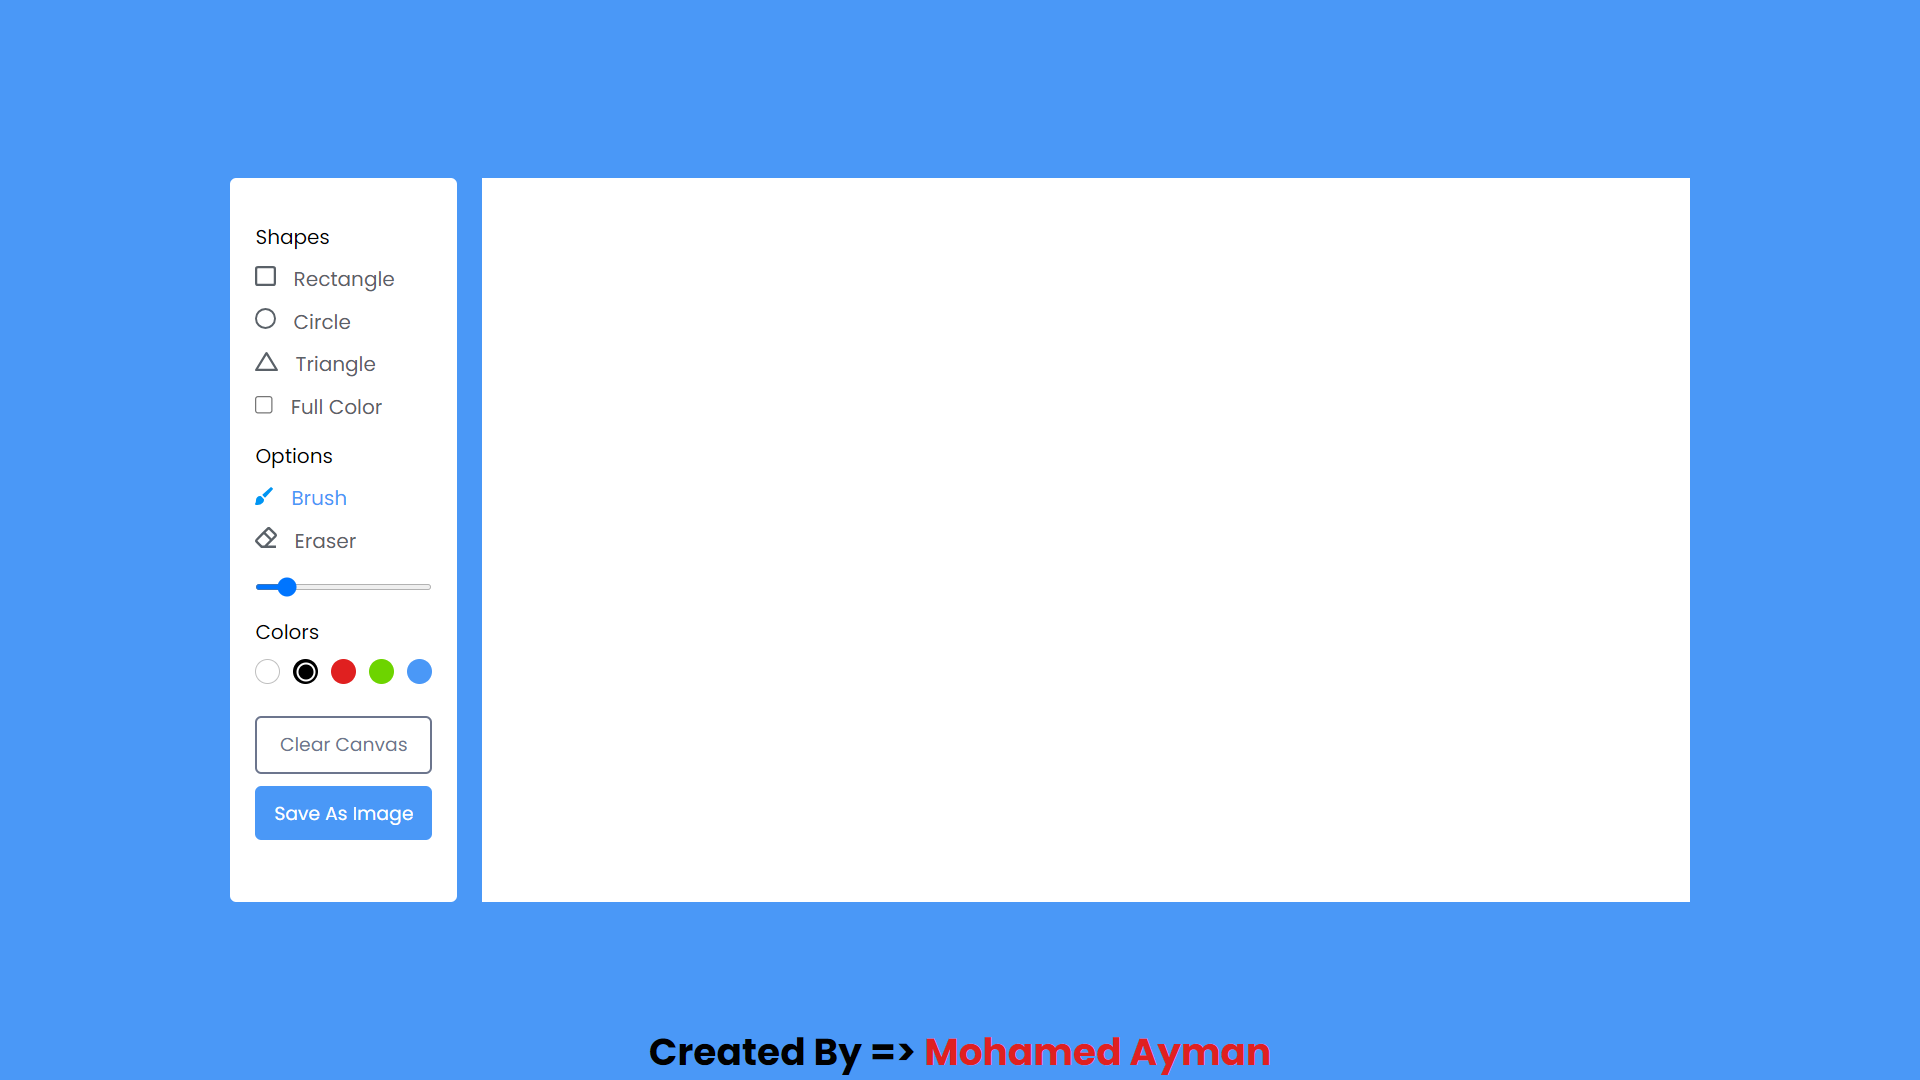 Shapes
Rectangle
Circle
Triangle
Full Color
Options
Brush
Eraser
Colors
Clear Canvas
Save As Image
Created By => Mohamed Ayman